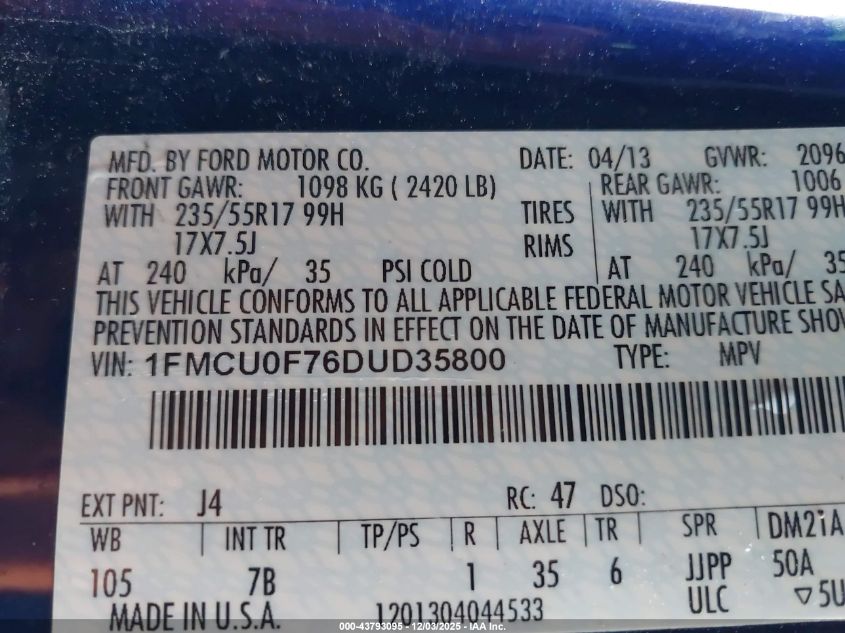 MFD. BY FORD MOTOR CO. DATE: 04/13 GVWR: 2096
FRONT GAWR: 1098 KG ( 2420 LB) REAR GAWR: 1006
WITH 235/55R17 99H TIRES WITH 235/55R17 99H
17X7.5J RIMS 17X7.5J
AT 240 kPa/ 35 PSI COLD AT 240 kPa/ 35
THIS VEHICLE CONFORMS TO ALL APPLICABLE FEDERAL MOTOR VEHICLE SA
PREVENTION STANDARDS IN EFFECT ON THE DATE OF MANUFACTURE SHOW
VIN: 1FMCU0F76DUD35800 TYPE: MPV
EXT PNT: J4 RC: 47 DSO:
WB INT TR TP/PS R AXLE TR SPR DM2iA
105 7B 1 35 6 JJPP 50A
ULC ▽5U
MADE IN U.S.A. 1201304044533
Stock #: 43793095 - 12/03/2025 - IAA Inc.